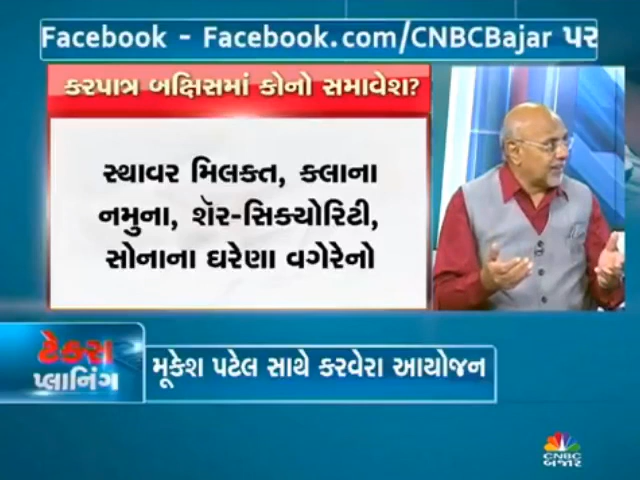 Facebook - Facebook.com/CNBCBajar પર
કરપાત્ર બક્ષિસમાં કોનો સમાવેશ?
સ્થાવર મિલકત, કલાના
નમુના, શૅર-સિક્યોરિટી,
સોનાના ઘરેણા વગેરેનો
ટેક્સ
પ્લાનિંગ
મૂકેશ પટેલ સાથે કરવેરા આયોજન
CNBC
બજાર